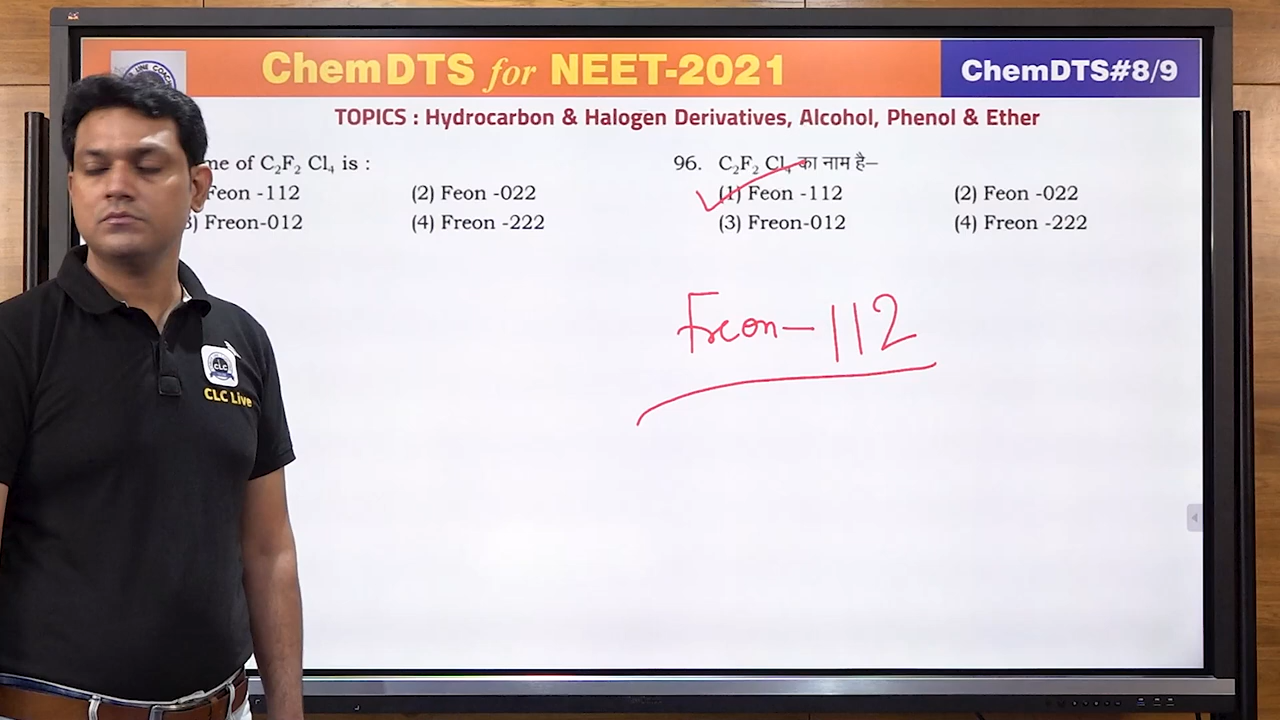 ChemDTS for NEET-2021
ChemDTS#8/9
TOPICS : Hydrocarbon & Halogen Derivatives, Alcohol, Phenol & Ether
of C₂F₂ Cl₄ is :
Feon -112 (2) Feon -022
Freon-012 (4) Freon -222
96. C₂F₂ Cl₄ का नाम है–
(1) Feon -112 (2) Feon -022
(3) Freon-012 (4) Freon -222
Freon-112
CLC
CLC Live